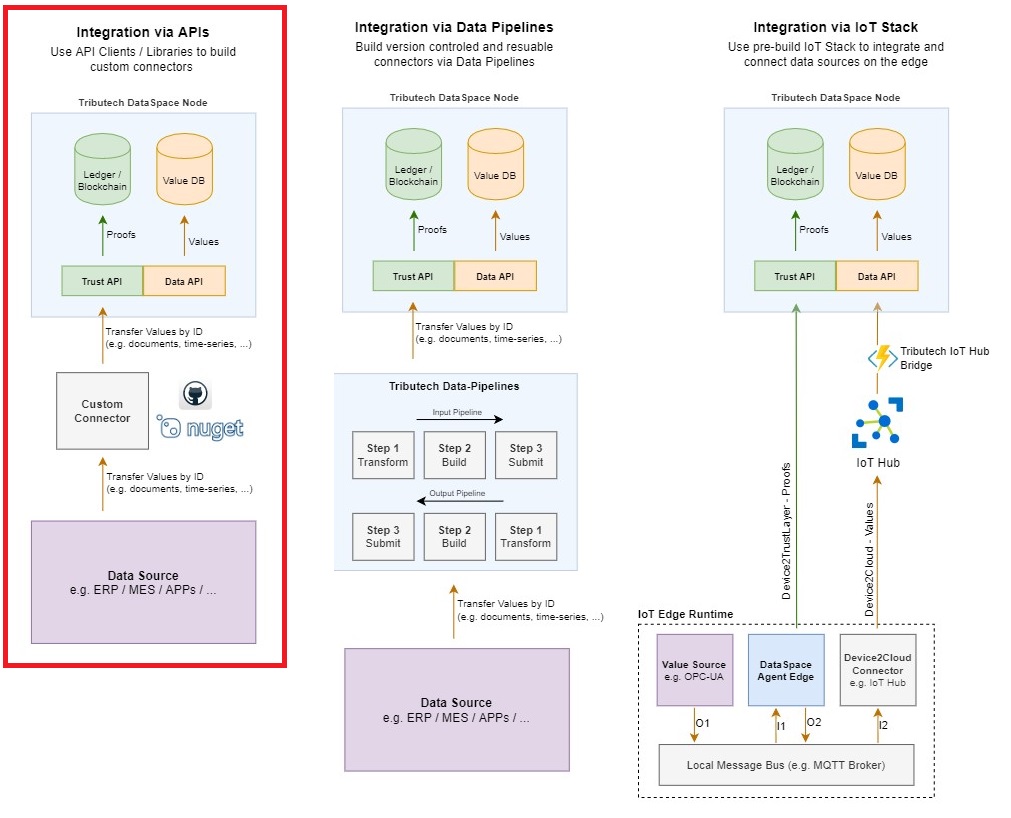 Integration via APIs
Use API Clients / Libraries to build
custom connectors
Tributech DataSpace Node
Ledger /
Blockchain
Value DB
Proofs
Values
Trust API
Data API
Transfer Values by ID
(e.g. documents, time-series, ...)
Custom
Connector
nuget
Transfer Values by ID
(e.g. documents, time-series, ...)
Data Source
e.g. ERP / MES / APPs / ...
Integration via Data Pipelines
Build version controled and resuable
connectors via Data Pipelines
Tributech DataSpace Node
Ledger /
Blockchain
Value DB
Proofs
Values
Trust API
Data API
Transfer Values by ID
(e.g. documents, time-series, ...)
Tributech Data-Pipelines
Input Pipeline
Step 1
Transform
Step 2
Build
Step 3
Submit
Output Pipeline
Step 3
Submit
Step 2
Build
Step 1
Transform
Transfer Values by ID
(e.g. documents, time-series, ...)
Data Source
e.g. ERP / MES / APPs / ...
Integration via IoT Stack
Use pre-build IoT Stack to integrate and
connect data sources on the edge
Tributech DataSpace Node
Ledger /
Blockchain
Value DB
Proofs
Values
Trust API
Data API
Tributech IoT Hub
Bridge
IoT Hub
Device2TrustLayer - Proofs
Device2Cloud - Values
IoT Edge Runtime
Value Source
e.g. OPC-UA
DataSpace
Agent Edge
Device2Cloud
Connector
e.g. IoT Hub
O1
I1
O2
I2
Local Message Bus (e.g. MQTT Broker)